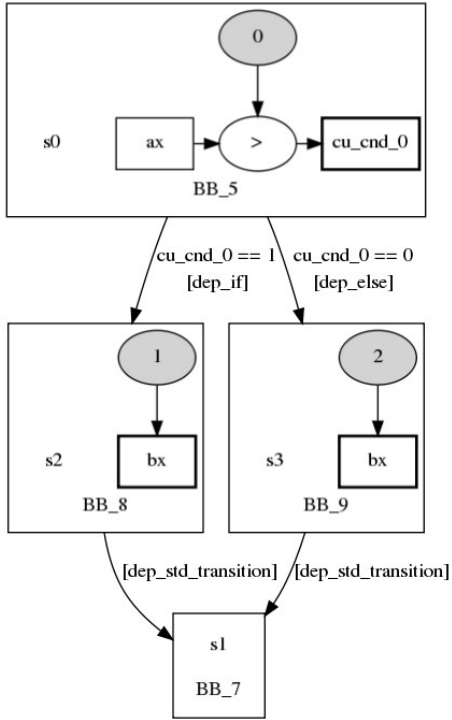 0
s0 ax > cu_cnd_0
BB_5
cu_cnd_0 == 1 cu_cnd_0 == 0
[dep_if] [dep_else]
1 2
s2 bx s3 bx
BB_8 BB_9
[dep_std_transition] [dep_std_transition]
s1
BB_7